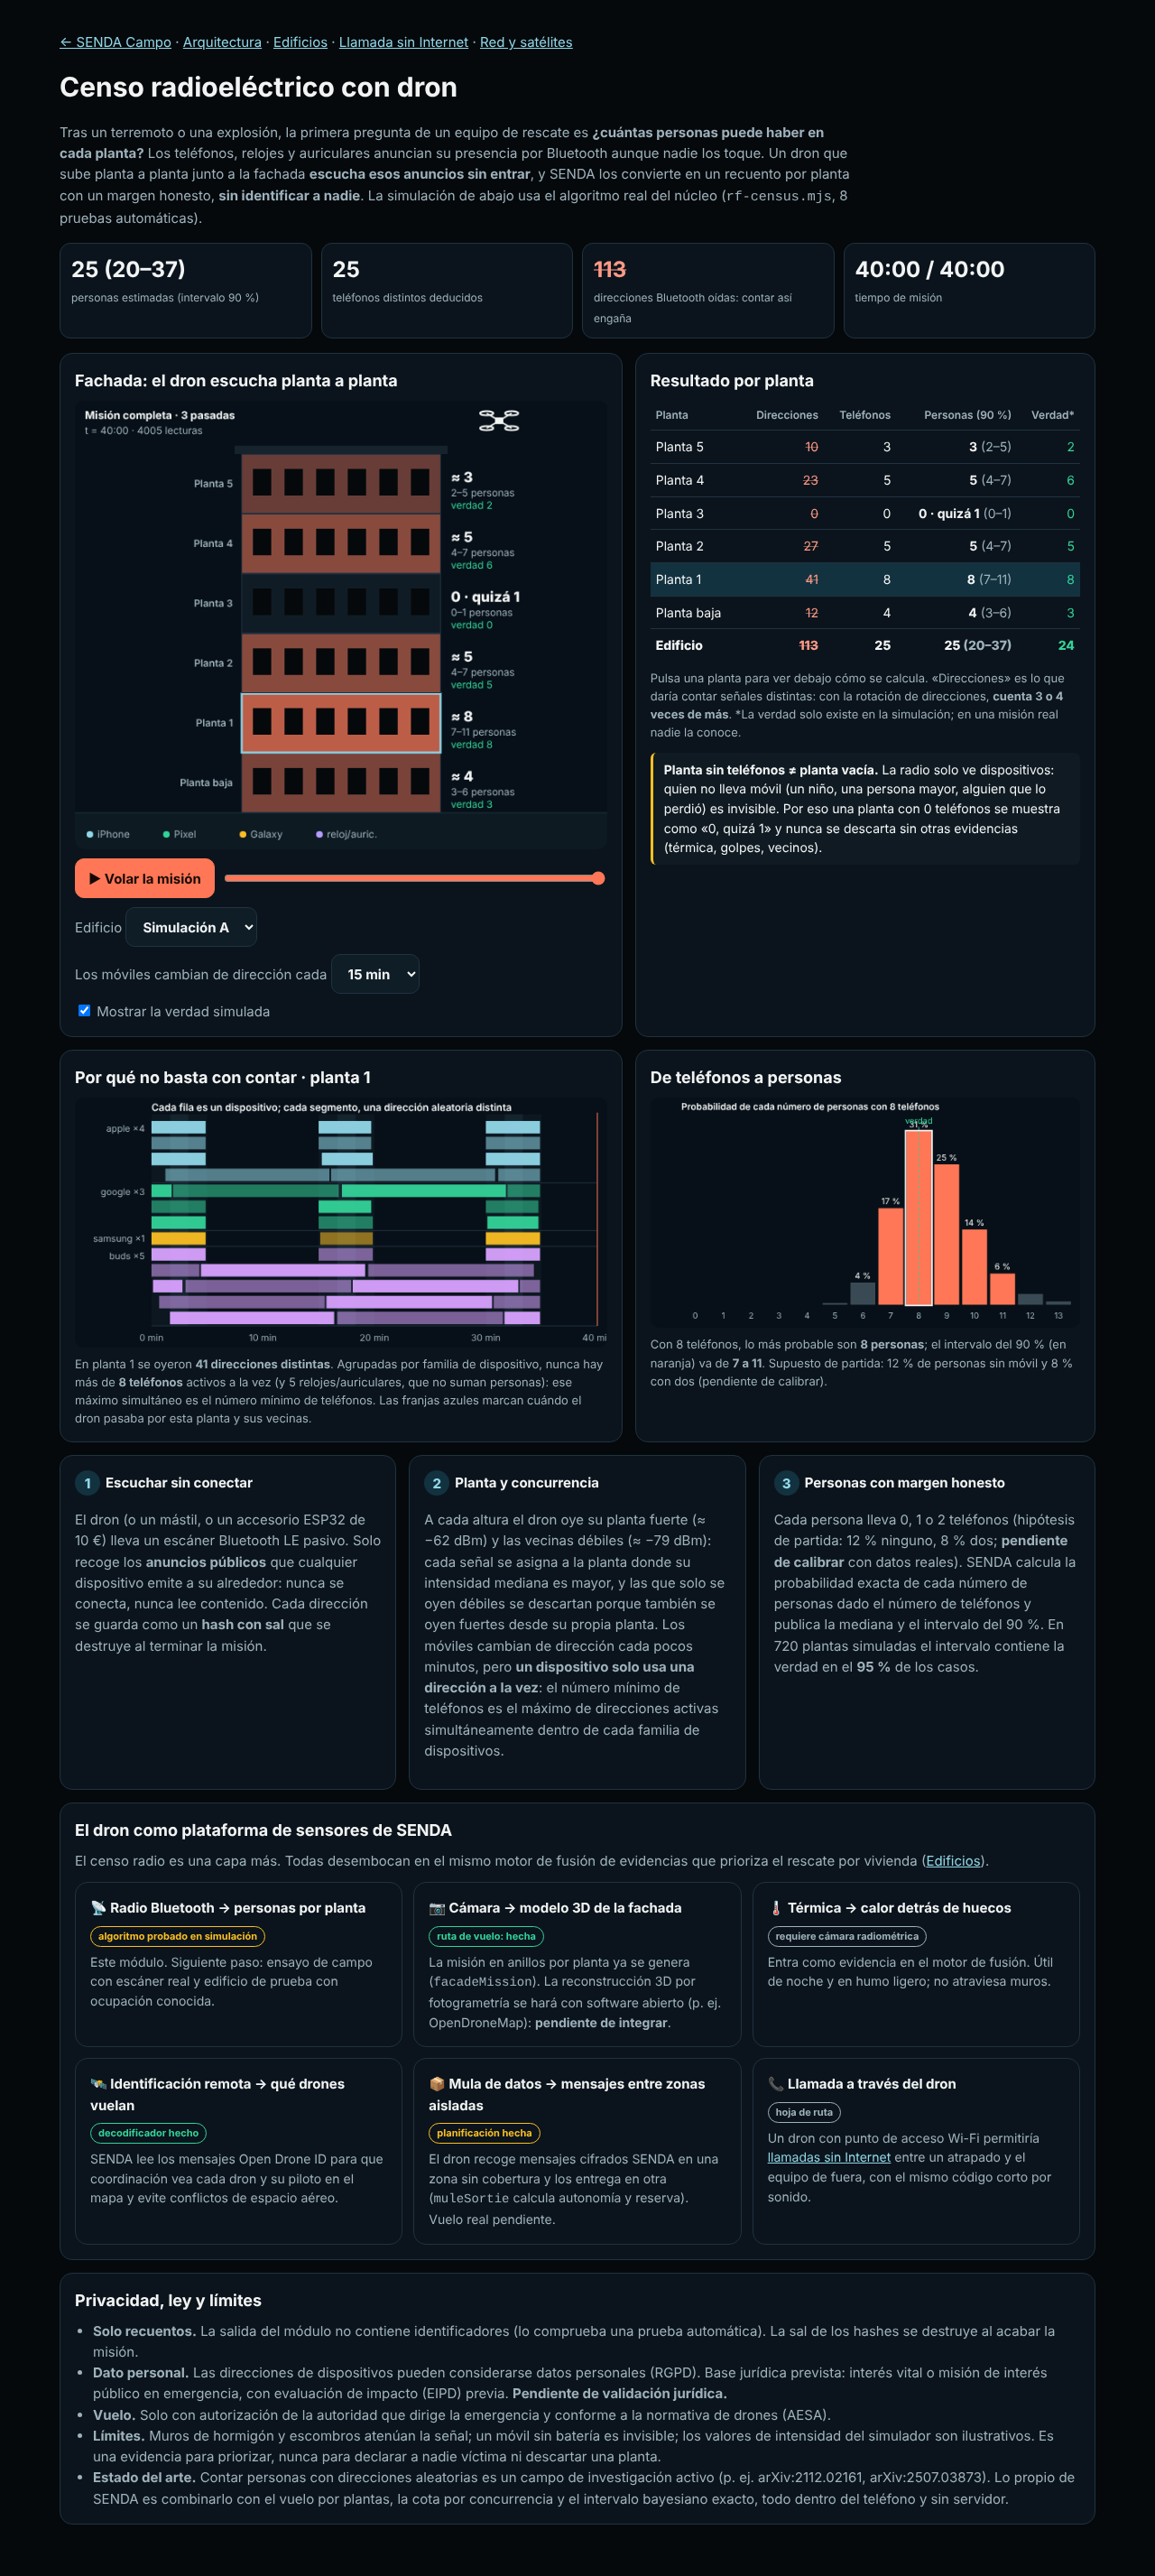 ← SENDA Campo · Arquitectura · Edificios · Llamada sin Internet · Red y satélites
Censo radioeléctrico con dron
Tras un terremoto o una explosión, la primera pregunta de un equipo de rescate es ¿cuántas personas puede haber en
cada planta? Los teléfonos, relojes y auriculares anuncian su presencia por Bluetooth aunque nadie los toque. Un dron que
sube planta a planta junto a la fachada escucha esos anuncios sin entrar, y SENDA los convierte en un recuento por planta
con un margen honesto, sin identificar a nadie. La simulación de abajo usa el algoritmo real del núcleo (rf-census.mjs, 8
pruebas automáticas).
25 (20–37)
personas estimadas (intervalo 90 %)
25
teléfonos distintos deducidos
113
direcciones Bluetooth oídas: contar así
engaña
40:00 / 40:00
tiempo de misión
Fachada: el dron escucha planta a planta
Misión completa · 3 pasadas
t = 40:00 · 4005 lecturas
Planta 5
≈ 3
2–5 personas
verdad 2
Planta 4
≈ 5
4–7 personas
verdad 6
Planta 3
0 · quizá 1
0–1 personas
verdad 0
Planta 2
≈ 5
4–7 personas
verdad 5
Planta 1
≈ 8
7–11 personas
verdad 8
Planta baja
≈ 4
3–6 personas
verdad 3
iPhone Pixel Galaxy reloj/auric.
▶ Volar la misión
Edificio Simulación A
Los móviles cambian de dirección cada 15 min
Mostrar la verdad simulada
Resultado por planta
Planta Direcciones Teléfonos Personas (90 %) Verdad*
Planta 5 10 3 3 (2–5) 2
Planta 4 23 5 5 (4–7) 6
Planta 3 0 0 0 · quizá 1 (0–1) 0
Planta 2 27 5 5 (4–7) 5
Planta 1 41 8 8 (7–11) 8
Planta baja 12 4 4 (3–6) 3
Edificio 113 25 25 (20–37) 24
Pulsa una planta para ver debajo cómo se calcula. «Direcciones» es lo que
daría contar señales distintas: con la rotación de direcciones, cuenta 3 o 4
veces de más. *La verdad solo existe en la simulación; en una misión real
nadie la conoce.
Planta sin teléfonos ≠ planta vacía. La radio solo ve dispositivos:
quien no lleva móvil (un niño, una persona mayor, alguien que lo
perdió) es invisible. Por eso una planta con 0 teléfonos se muestra
como «0, quizá 1» y nunca se descarta sin otras evidencias
(térmica, golpes, vecinos).
Por qué no basta con contar · planta 1
Cada fila es un dispositivo; cada segmento, una dirección aleatoria distinta
apple ×4
google ×3
samsung ×1
buds ×5
0 min 10 min 20 min 30 min 40 mi
En planta 1 se oyeron 41 direcciones distintas. Agrupadas por familia de dispositivo, nunca hay
más de 8 teléfonos activos a la vez (y 5 relojes/auriculares, que no suman personas): ese
máximo simultáneo es el número mínimo de teléfonos. Las franjas azules marcan cuándo el
dron pasaba por esta planta y sus vecinas.
De teléfonos a personas
Probabilidad de cada número de personas con 8 teléfonos
verdad
31 %
25 %
17 %
14 %
6 %
4 %
0 1 2 3 4 5 6 7 8 9 10 11 12 13
Con 8 teléfonos, lo más probable son 8 personas; el intervalo del 90 % (en
naranja) va de 7 a 11. Supuesto de partida: 12 % de personas sin móvil y 8 %
con dos (pendiente de calibrar).
1 Escuchar sin conectar
El dron (o un mástil, o un accesorio ESP32 de
10 €) lleva un escáner Bluetooth LE pasivo. Solo
recoge los anuncios públicos que cualquier
dispositivo emite a su alrededor: nunca se
conecta, nunca lee contenido. Cada dirección
se guarda como un hash con sal que se
destruye al terminar la misión.
2 Planta y concurrencia
A cada altura el dron oye su planta fuerte (≈
−62 dBm) y las vecinas débiles (≈ −79 dBm):
cada señal se asigna a la planta donde su
intensidad mediana es mayor, y las que solo se
oyen débiles se descartan porque también se
oyen fuertes desde su propia planta. Los
móviles cambian de dirección cada pocos
minutos, pero un dispositivo solo usa una
dirección a la vez: el número mínimo de
teléfonos es el máximo de direcciones activas
simultáneamente dentro de cada familia de
dispositivos.
3 Personas con margen honesto
Cada persona lleva 0, 1 o 2 teléfonos (hipótesis
de partida: 12 % ninguno, 8 % dos; pendiente
de calibrar con datos reales). SENDA calcula la
probabilidad exacta de cada número de
personas dado el número de teléfonos y
publica la mediana y el intervalo del 90 %. En
720 plantas simuladas el intervalo contiene la
verdad en el 95 % de los casos.
El dron como plataforma de sensores de SENDA
El censo radio es una capa más. Todas desembocan en el mismo motor de fusión de evidencias que prioriza el rescate por vivienda (Edificios).
📡 Radio Bluetooth → personas por planta
algoritmo probado en simulación
Este módulo. Siguiente paso: ensayo de campo
con escáner real y edificio de prueba con
ocupación conocida.
📷 Cámara → modelo 3D de la fachada
ruta de vuelo: hecha
La misión en anillos por planta ya se genera
(facadeMission). La reconstrucción 3D por
fotogrametría se hará con software abierto (p. ej.
OpenDroneMap): pendiente de integrar.
🌡️ Térmica → calor detrás de huecos
requiere cámara radiométrica
Entra como evidencia en el motor de fusión. Útil
de noche y en humo ligero; no atraviesa muros.
🛰️ Identificación remota → qué drones
vuelan
decodificador hecho
SENDA lee los mensajes Open Drone ID para que
coordinación vea cada dron y su piloto en el
mapa y evite conflictos de espacio aéreo.
📦 Mula de datos → mensajes entre zonas
aisladas
planificación hecha
El dron recoge mensajes cifrados SENDA en una
zona sin cobertura y los entrega en otra
(muleSortie calcula autonomía y reserva).
Vuelo real pendiente.
📞 Llamada a través del dron
hoja de ruta
Un dron con punto de acceso Wi-Fi permitiría
llamadas sin Internet entre un atrapado y el
equipo de fuera, con el mismo código corto por
sonido.
Privacidad, ley y límites
• Solo recuentos. La salida del módulo no contiene identificadores (lo comprueba una prueba automática). La sal de los hashes se destruye al acabar la
misión.
• Dato personal. Las direcciones de dispositivos pueden considerarse datos personales (RGPD). Base jurídica prevista: interés vital o misión de interés
público en emergencia, con evaluación de impacto (EIPD) previa. Pendiente de validación jurídica.
• Vuelo. Solo con autorización de la autoridad que dirige la emergencia y conforme a la normativa de drones (AESA).
• Límites. Muros de hormigón y escombros atenúan la señal; un móvil sin batería es invisible; los valores de intensidad del simulador son ilustrativos. Es
una evidencia para priorizar, nunca para declarar a nadie víctima ni descartar una planta.
• Estado del arte. Contar personas con direcciones aleatorias es un campo de investigación activo (p. ej. arXiv:2112.02161, arXiv:2507.03873). Lo propio de
SENDA es combinarlo con el vuelo por plantas, la cota por concurrencia y el intervalo bayesiano exacto, todo dentro del teléfono y sin servidor.